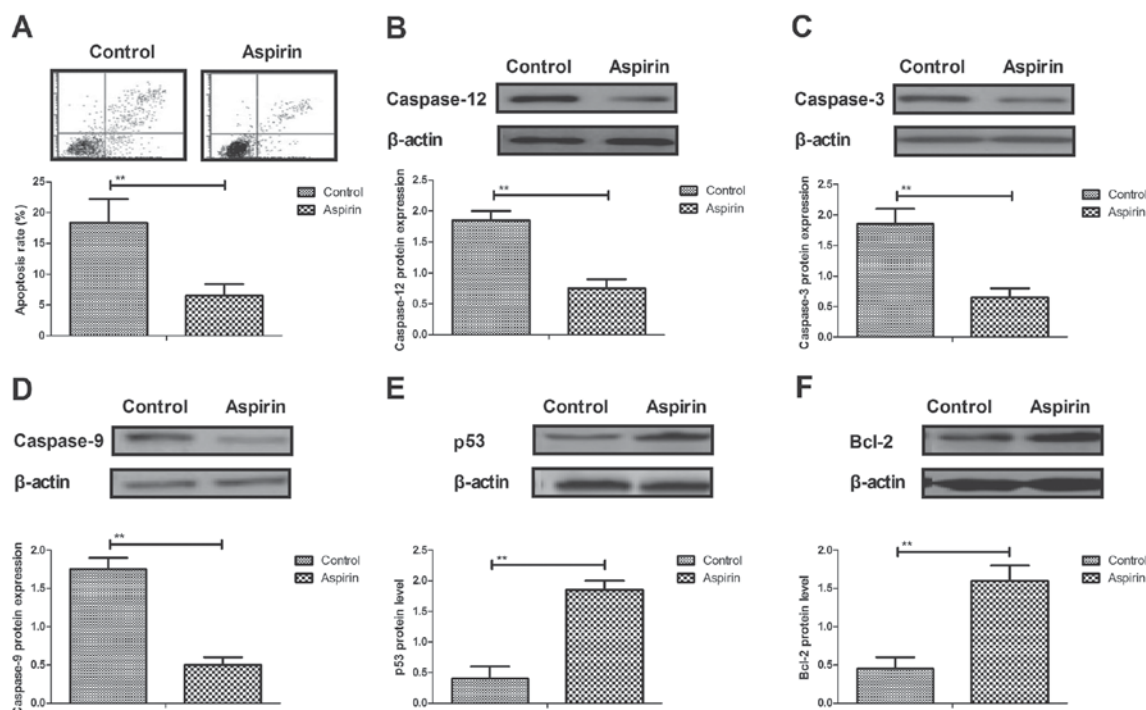 A
Control Aspirin
25
20
15
10
5
0
Apoptosis rate (%)
**
Control
Aspirin
B
Control Aspirin
Caspase-12
β-actin
2.5
2.0
1.5
1.0
0.5
0.0
Caspase-12 protein expression
**
Control
Aspirin
C
Control Aspirin
Caspase-3
β-actin
2.5
2.0
1.5
1.0
0.5
0.0
Caspase-3 protein expression
**
Control
Aspirin
D
Control Aspirin
Caspase-9
β-actin
2.0
1.5
1.0
0.5
0.0
Caspase-9 protein expression
**
Control
Aspirin
E
Control Aspirin
p53
β-actin
2.5
2.0
1.5
1.0
0.5
0.0
p53 protein level
**
Control
Aspirin
F
Control Aspirin
Bcl-2
β-actin
2.0
1.5
1.0
0.5
0.0
Bcl-2 protein level
**
Control
Aspirin